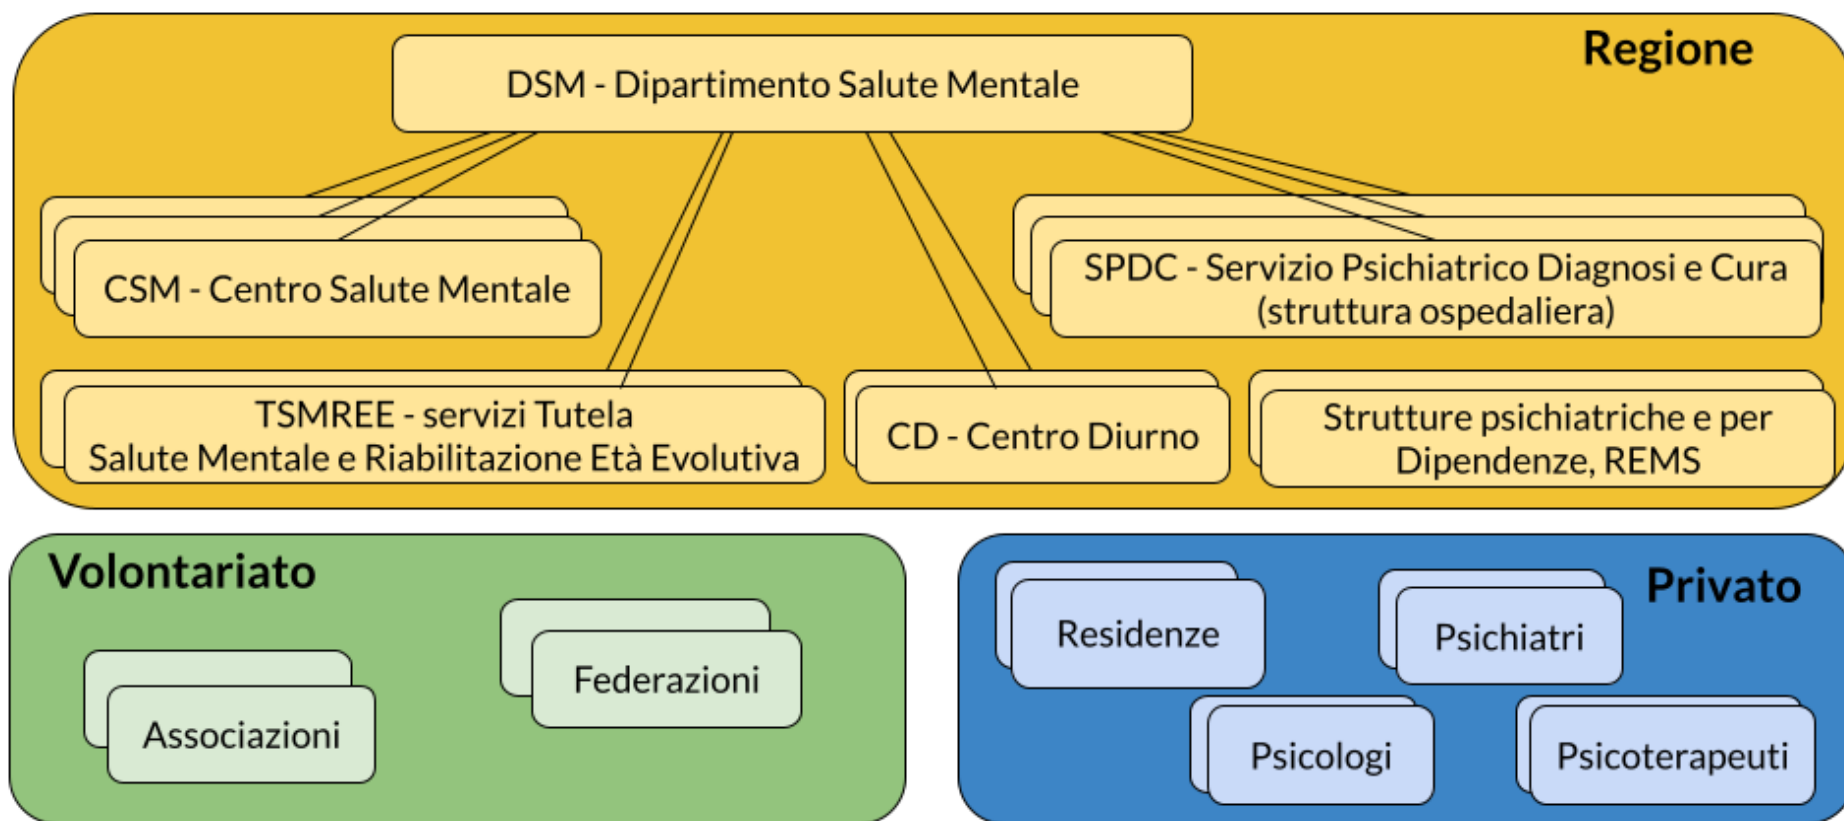 Regione
DSM - Dipartimento Salute Mentale
CSM - Centro Salute Mentale
SPDC - Servizio Psichiatrico Diagnosi e Cura
(struttura ospedaliera)
TSMREE - servizi Tutela
Salute Mentale e Riabilitazione Età Evolutiva
CD - Centro Diurno
Strutture psichiatriche e per
Dipendenze, REMS
Volontariato
Associazioni
Federazioni
Privato
Residenze
Psichiatri
Psicologi
Psicoterapeuti